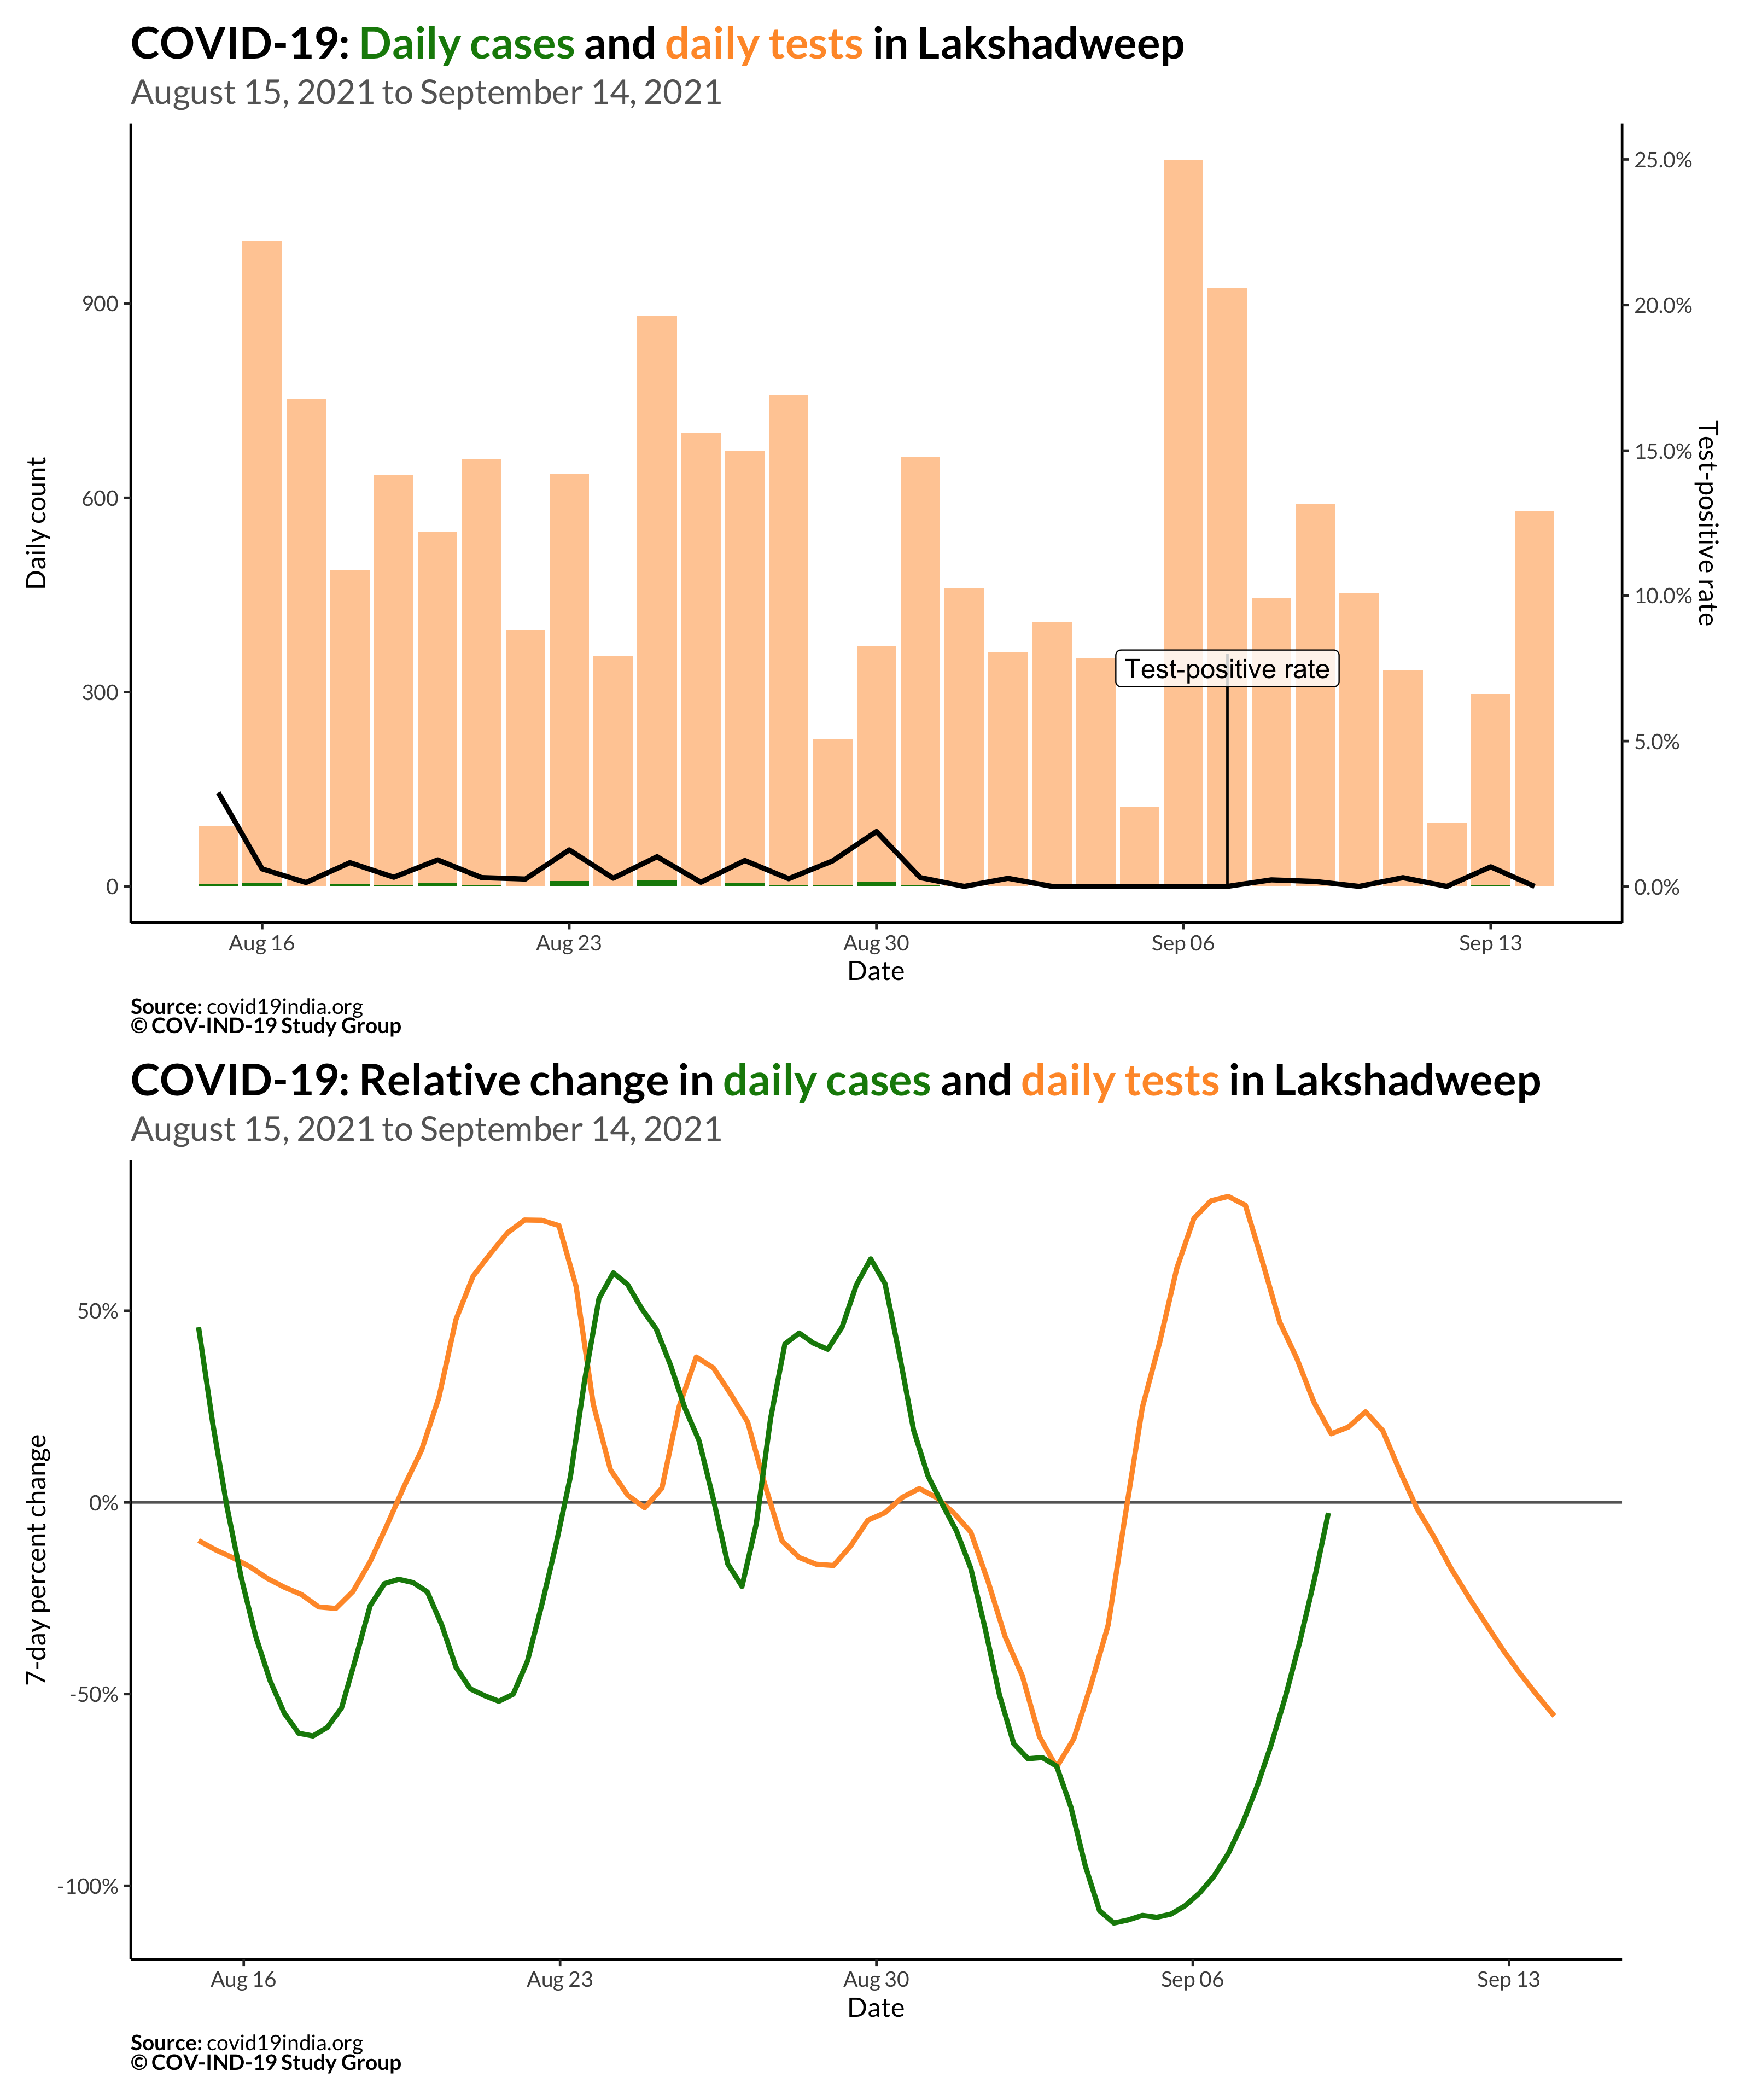 COVID-19: Daily cases and daily tests in Lakshadweep
August 15, 2021 to September 14, 2021
25.0%
20.0%
15.0%
10.0%
5.0%
0.0%
Test-positive rate
900
600
300
0
Daily count
Test-positive rate
Aug 16
Aug 23
Aug 30
Sep 06
Sep 13
Date
Source: covid19india.org
© COV-IND-19 Study Group
COVID-19: Relative change in daily cases and daily tests in Lakshadweep
August 15, 2021 to September 14, 2021
50%
0%
-50%
-100%
7-day percent change
Aug 16
Aug 23
Aug 30
Sep 06
Sep 13
Date
Source: covid19india.org
© COV-IND-19 Study Group